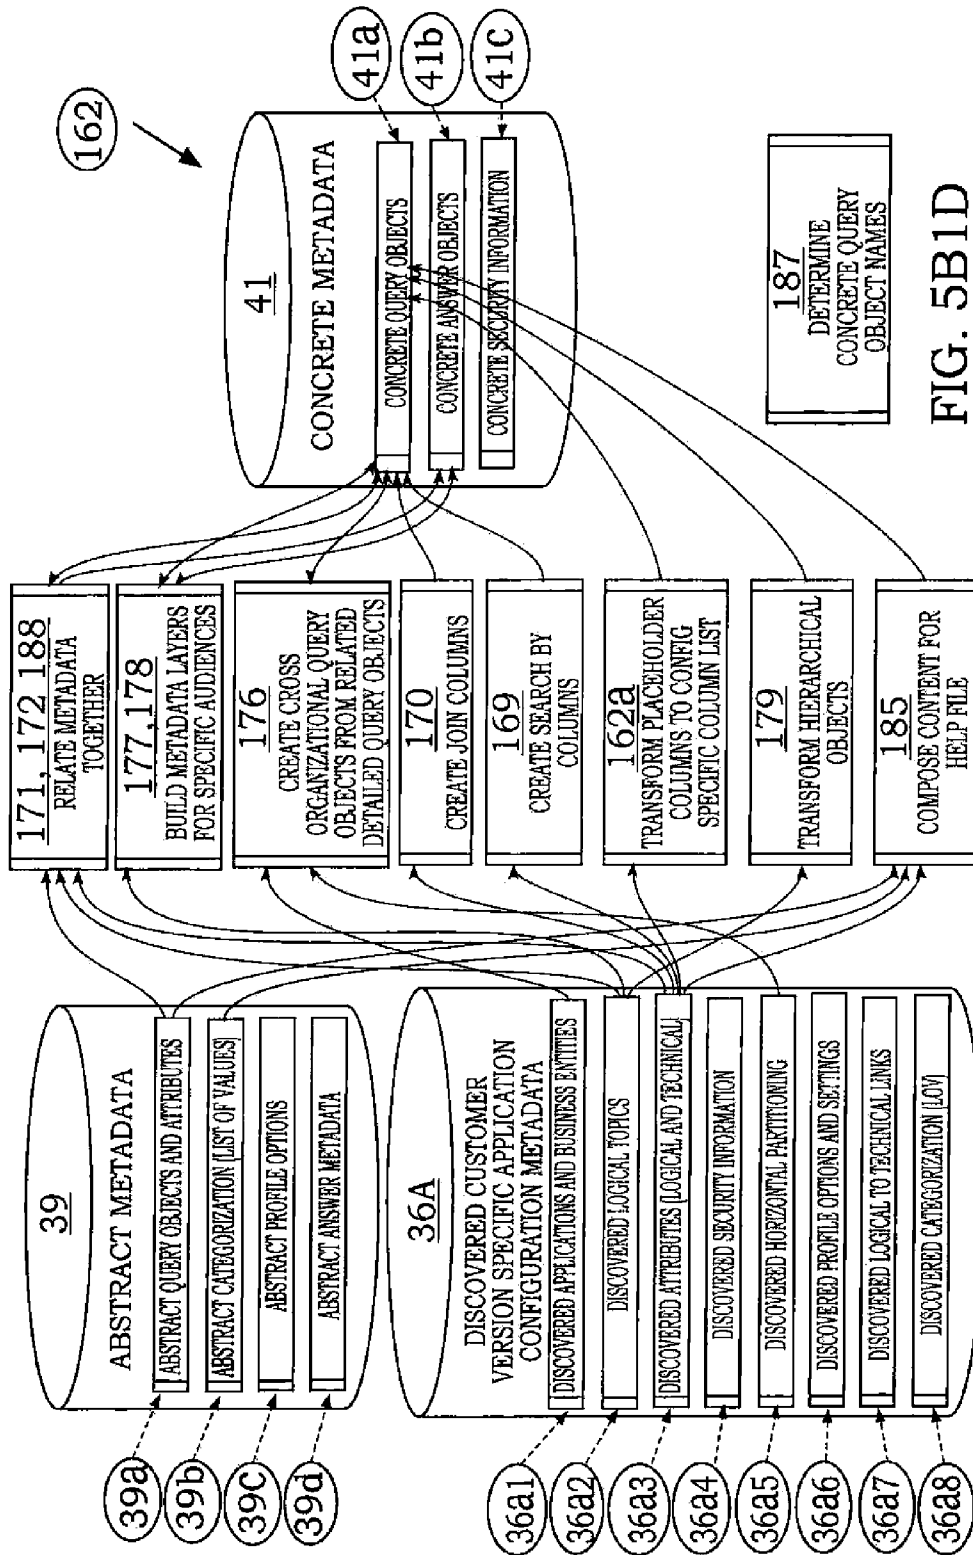 162
41
CONCRETE METADATA
CONCRETE QUERY OBJECTS
CONCRETE ANSWER OBJECTS
CONCRETE SECURITY INFORMATION
41a
41b
41C
171, 172 188
RELATE METADATA
TOGETHER
177,178
BUILD METADATA LAYERS
FOR SPECIFIC AUDIENCES
176
CREATE CROSS
ORGANIZATIONAL QUERY
OBJECTS FROM RELATED
DETAILED QUERY OBJECTS
170
CREATE JOIN COLUMNS
169
CREATE SEARCH BY
COLUMNS
162a
TRANSFORM PLACEHOLDER
COLUMNS TO CONFIG
SPECIFIC COLUMN LIST
179
TRANSFORM HIERARCHICAL
OBJECTS
185
COMPOSE CONTENT FOR
HELP FILE
187
DETERMINE
CONCRETE QUERY
OBJECT NAMES
39
ABSTRACT METADATA
ABSTRACT QUERY OBJECTS AND ATTRIBUTES
ABSTRACT CATEGORIZATION (LIST OF VALUES)
ABSTRACT PROFILE OPTIONS
ABSTRACT ANSWER METADATA
39a
39b
39C
39d
36A
DISCOVERED CUSTOMER
VERSION SPECIFIC APPLICATION
CONFIGURATION METADATA
DISCOVERED APPLICATIONS AND BUSINESS ENTITIES
DISCOVERED LOGICAL TOPICS
DISCOVERED ATTRIBUTES (LOGICAL AND TECHNICAL)
DISCOVERED SECURITY INFORMATION
DISCOVERED HORIZONTAL PARTITIONING
DISCOVERED PROFILE OPTIONS AND SETTINGS
DISCOVERED LOGICAL TO TECHNICAL LINKS
DISCOVERED CATEGORIZATION (LOV)
36a1
36a2
36a3
36a4
36a5
36a6
36a7
36a8
FIG. 5B1D